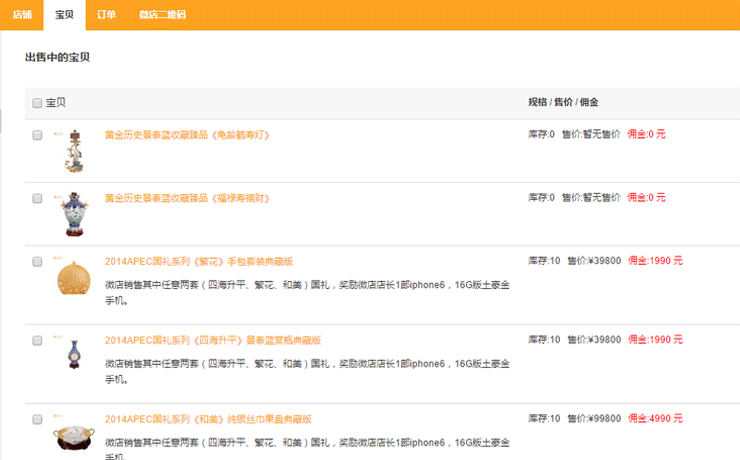 店铺 宝贝 订单 微店二维码
出售中的宝贝
宝贝 规格 / 售价 / 佣金
黄金历史景泰蓝收藏臻品《龟龄鹤寿灯》 库存:0 售价:暂无售价 佣金:0 元
黄金历史景泰蓝收藏臻品《福禄寿禧财》 库存:0 售价:暂无售价 佣金:0 元
2014APEC国礼系列《繁花》手包套装典藏版 库存:10 售价:¥39800 佣金:1990 元
微店销售其中任意两套（四海升平、繁花、和美）国礼，奖励微店店长1部iphone6，16G版土豪金
手机。
2014APEC国礼系列《四海升平》景泰蓝赏瓶典藏版 库存:10 售价:¥39800 佣金:1990 元
微店销售其中任意两套（四海升平、繁花、和美）国礼，奖励微店店长1部iphone6，16G版土豪金
手机。
2014APEC国礼系列《和美》纯银丝巾果盘典藏版 库存:10 售价:¥99800 佣金:4990 元
微店销售其中任意两套（四海升平、繁花、和美）国礼，奖励微店店长1部iphone6，16G版土豪金
手机。